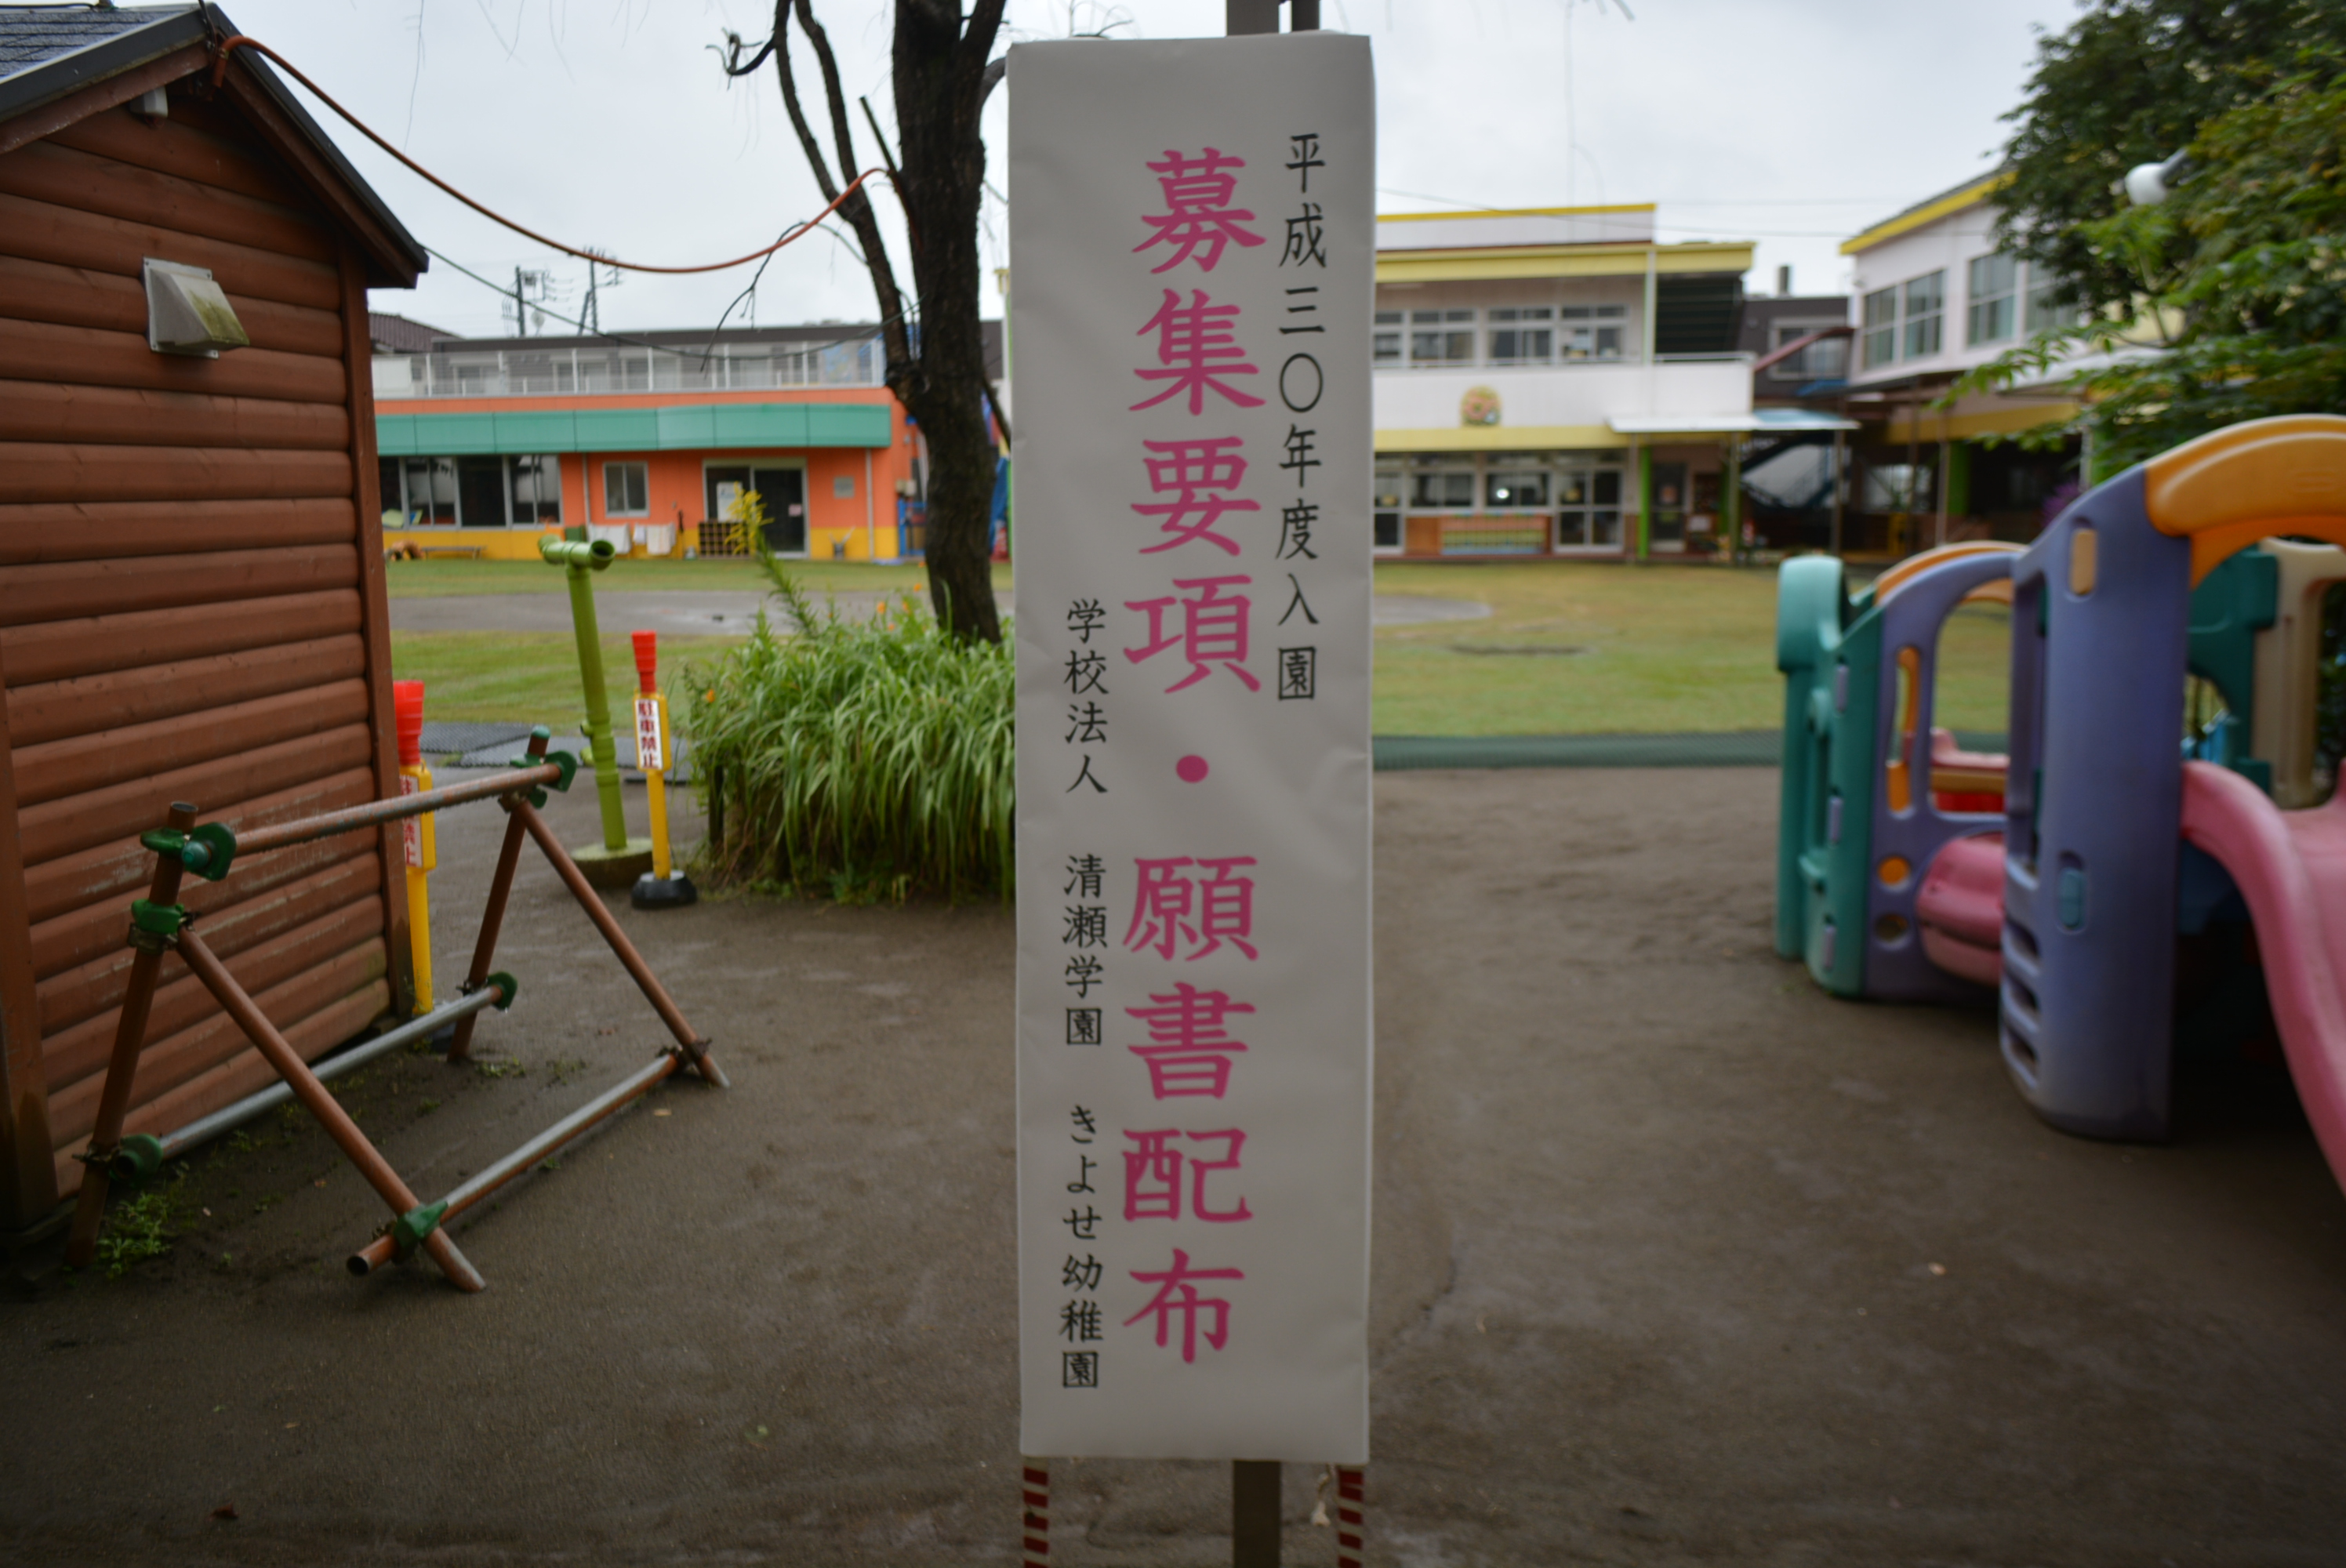 平成三〇年度入園
募集要項・願書配布
学校法人 清瀬学園 きよせ幼稚園
駐車禁止